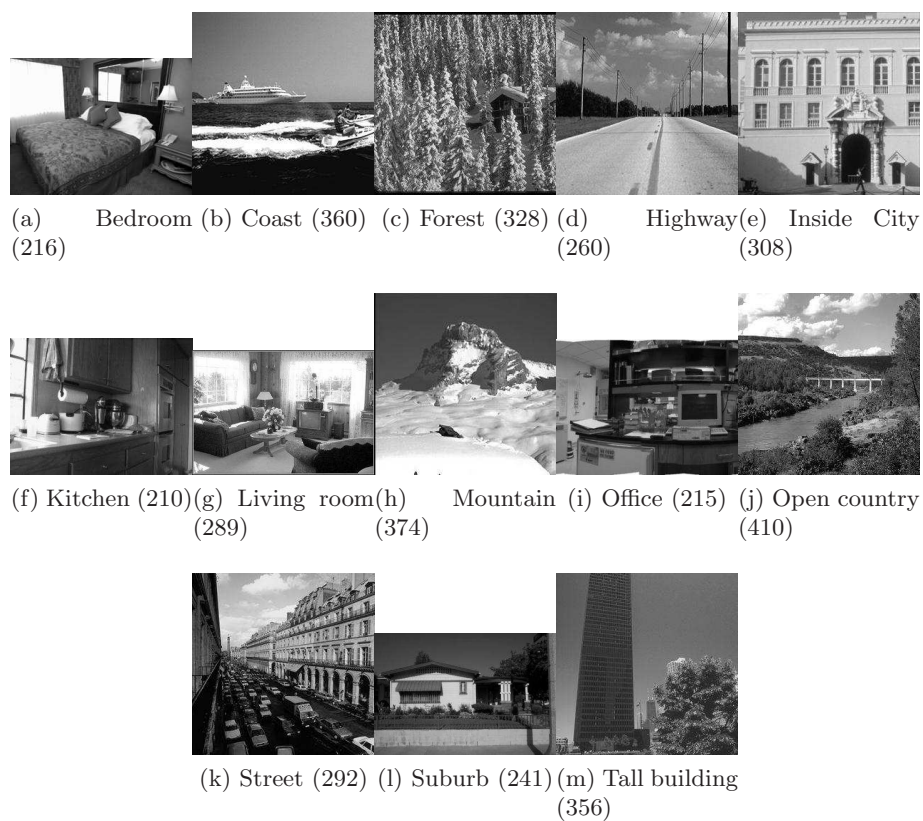 (a) Bedroom (216)
(b) Coast (360)
(c) Forest (328)
(d) Highway (260)
(e) Inside City (308)
(f) Kitchen (210)
(g) Living room (289)
(h) Mountain (374)
(i) Office (215)
(j) Open country (410)
(k) Street (292)
(l) Suburb (241)
(m) Tall building (356)